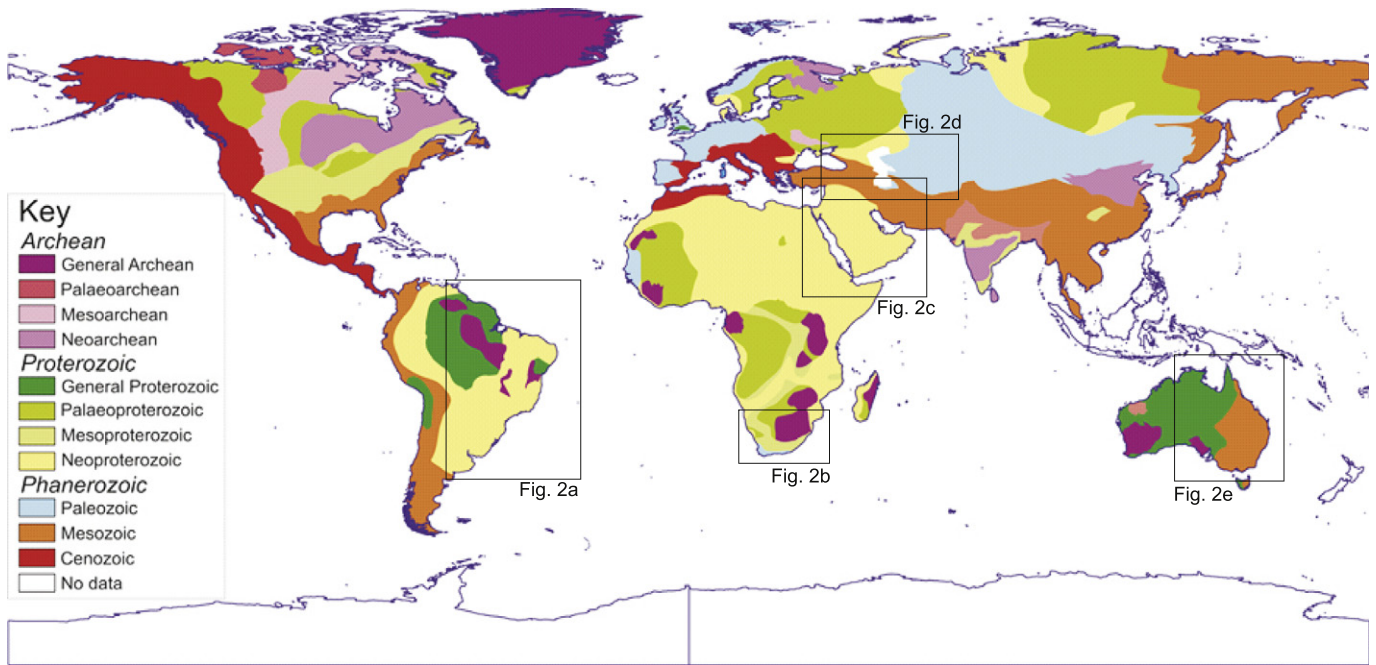 Fig. 2d
Key
Archean
General Archean
Palaeoarchean
Mesoarchean
Neoarchean
Proterozoic
General Proterozoic
Palaeoproterozoic
Mesoproterozoic
Neoproterozoic
Phanerozoic
Paleozoic
Mesozoic
Cenozoic
No data
Fig. 2c
Fig. 2a
Fig. 2b
Fig. 2e